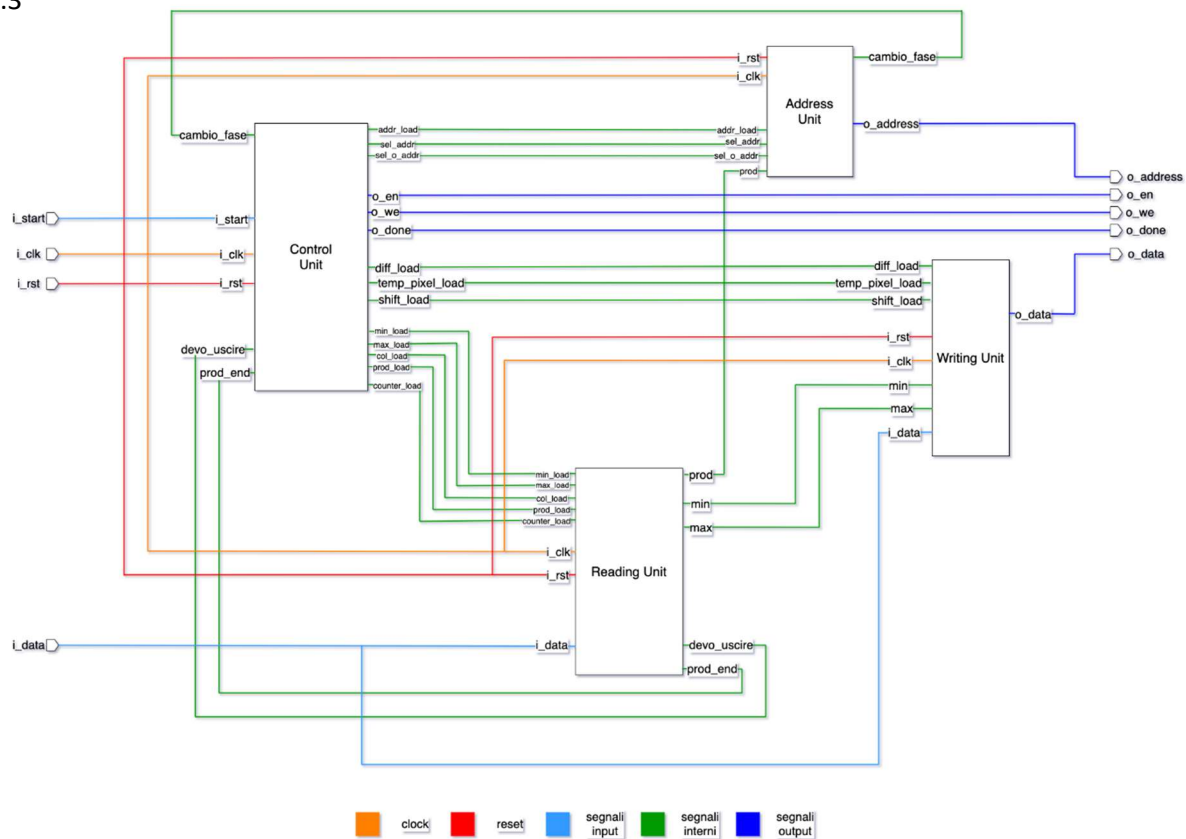 .3
i_rst
cambio_fase
i_clk
Address
Unit
cambio_fase
addr_load
addr_load
o_address
sel_addr
sel_addr
sel_o_addr
sel_o_addr
prod
o_address
o_en
o_en
i_start
i_start
o_we
o_we
o_done
o_done
Control
Unit
i_clk
i_clk
o_data
diff_load
diff_load
i_rst
i_rst
temp_pixel_load
temp_pixel_load
shift_load
shift_load
o_data
min_load
i_rst
max_load
devo_uscire
col_load
i_clk
Writing Unit
prod_load
prod_end
counter_load
min
max
i_data
min_load
prod
max_load
col_load
min
prod_load
counter_load
max
i_clk
i_rst
Reading Unit
i_data
i_data
devo_uscire
prod_end
clock
reset
segnali
input
segnali
interni
segnali
output